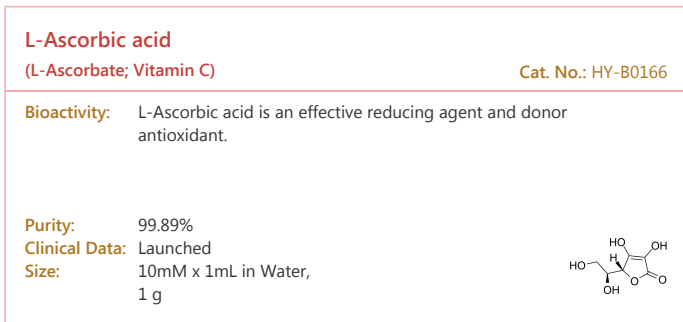 L-Ascorbic acid
(L-Ascorbate; Vitamin C) Cat. No.: HY-B0166
Bioactivity: L-Ascorbic acid is an effective reducing agent and donor
antioxidant.
Purity: 99.89%
Clinical Data: Launched
Size: 10mM x 1mL in Water,
1 g
HO OH
H
HO
O O
OH